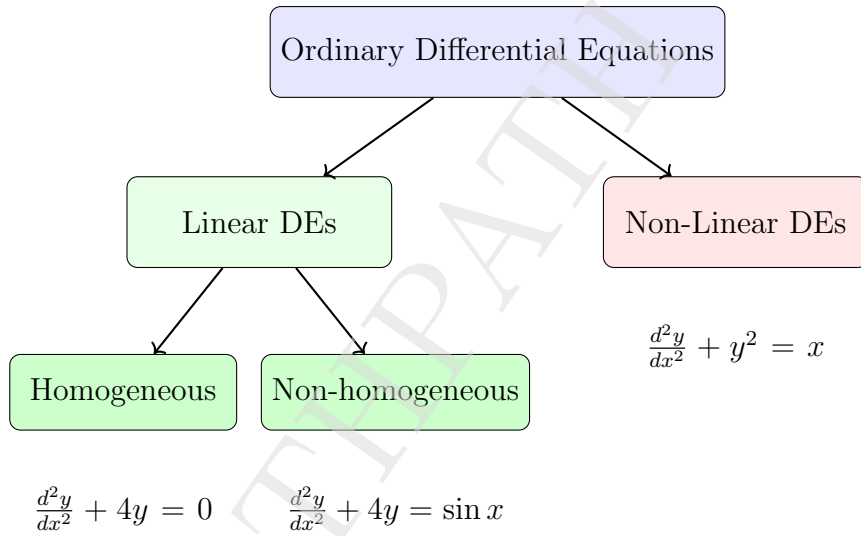 Ordinary Differential Equations
Linear DEs
Non-Linear DEs
d²y/dx² + y² = x
Homogeneous
Non-homogeneous
d²y/dx² + 4y = 0
d²y/dx² + 4y = sin x
THPATH